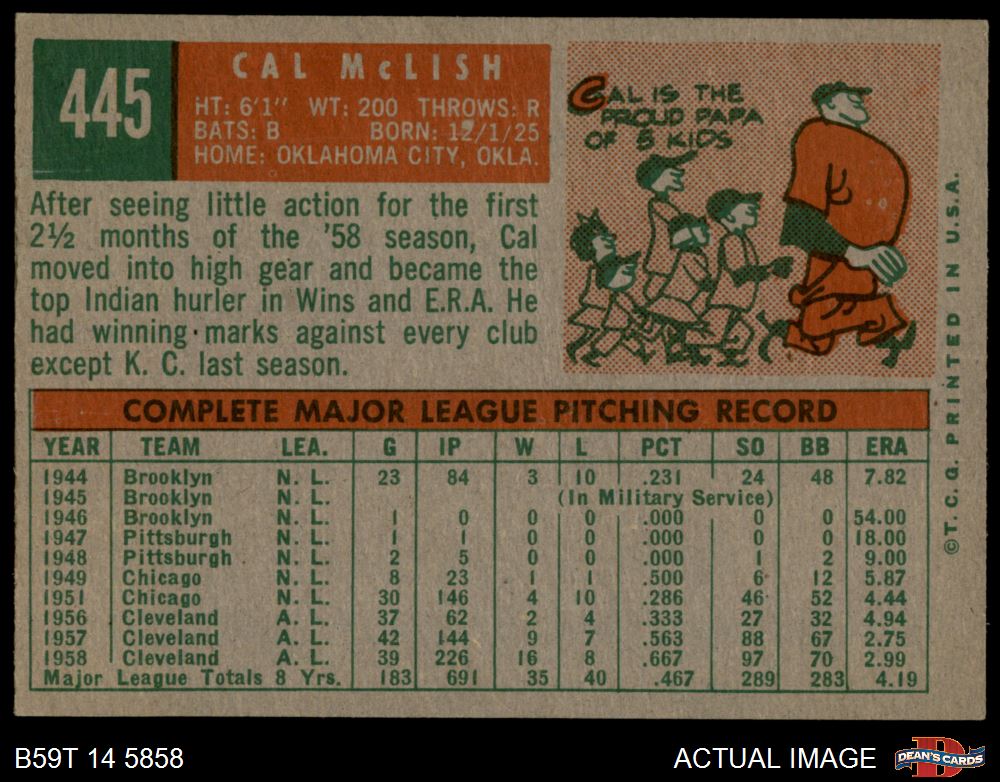 445
CAL McLISH
HT: 6'1" WT: 200 THROWS: R
BATS: B BORN: 12/1/25
HOME: OKLAHOMA CITY, OKLA.
After seeing little action for the first
2½ months of the '58 season, Cal
moved into high gear and became the
top Indian hurler in Wins and E.R.A. He
had winning marks against every club
except K. C. last season.
CAL IS THE
PROUD PAPA
OF 5 KIDS
COMPLETE MAJOR LEAGUE PITCHING RECORD
YEAR TEAM LEA. G IP W L PCT SO BB ERA
1944 Brooklyn N. L. 23 84 3 10 .231 24 48 7.82
1945 Brooklyn N. L. (In Military Service)
1946 Brooklyn N. L. 1 0 0 0 .000 0 0 54.00
1947 Pittsburgh N. L. 1 1 0 0 .000 0 0 18.00
1948 Pittsburgh N. L. 2 5 0 0 .000 1 2 9.00
1949 Chicago N. L. 8 23 1 1 .500 6 12 5.87
1951 Chicago N. L. 30 146 4 10 .286 46 52 4.44
1956 Cleveland A. L. 37 62 2 4 .333 27 32 4.94
1957 Cleveland A. L. 42 144 9 7 .563 88 67 2.75
1958 Cleveland A. L. 39 226 16 8 .667 97 70 2.99
Major League Totals 8 Yrs. 183 691 35 40 .467 289 283 4.19
©T. C. G. PRINTED IN U.S.A.
B59T 14 5858
ACTUAL IMAGE
D
DEAN'S CARDS